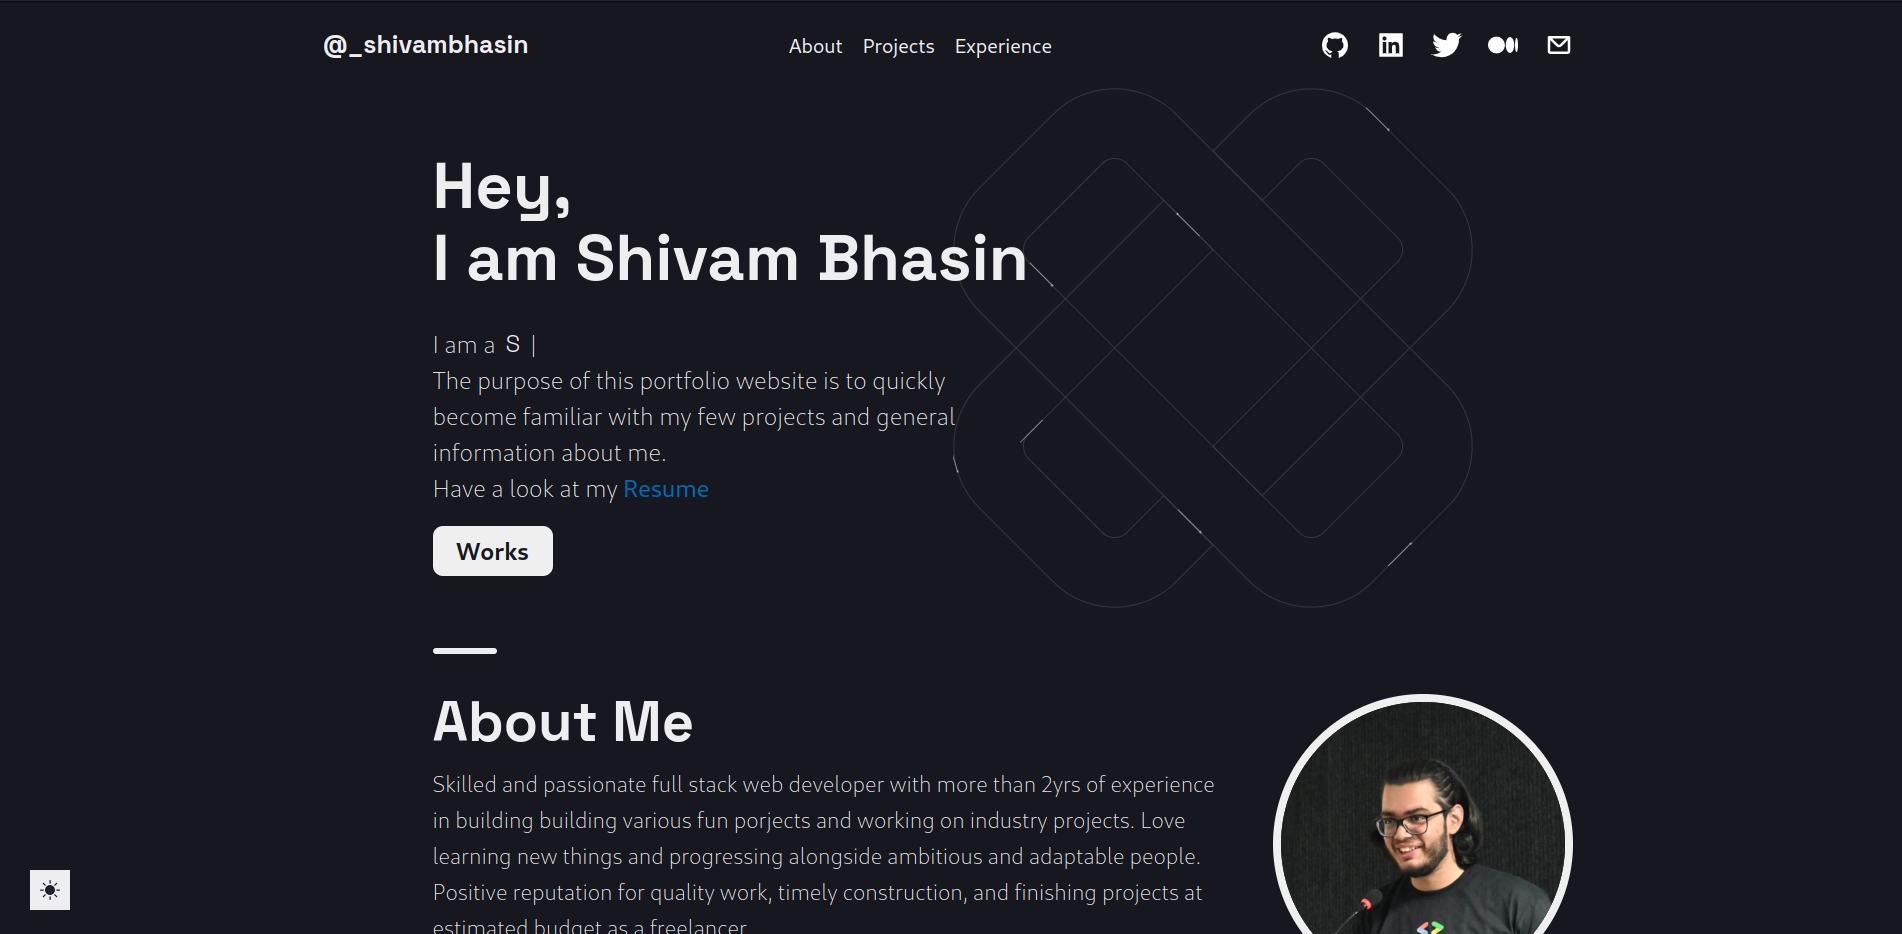 @_shivambhasin
About Projects Experience
Hey,
I am Shivam Bhasin
I am a S |
The purpose of this portfolio website is to quickly
become familiar with my few projects and general
information about me.
Have a look at my Resume
Works
About Me
Skilled and passionate full stack web developer with more than 2yrs of experience
in building building various fun porjects and working on industry projects. Love
learning new things and progressing alongside ambitious and adaptable people.
Positive reputation for quality work, timely construction, and finishing projects at
estimated budget as a freelancer